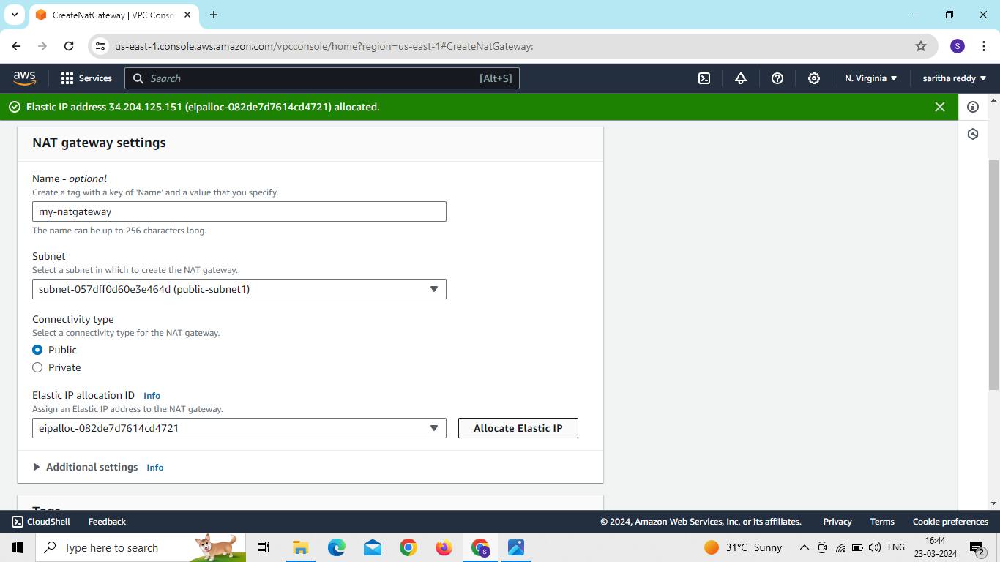 CreateNatGateway | VPC Conso
us-east-1.console.aws.amazon.com/vpcconsole/home?region=us-east-1#CreateNatGateway:
S
aws
Services
Search
[Alt+S]
N. Virginia
saritha reddy
Elastic IP address 34.204.125.151 (eipalloc-082de7d7614cd4721) allocated.
NAT gateway settings
Name - optional
Create a tag with a key of 'Name' and a value that you specify.
my-natgateway
The name can be up to 256 characters long.
Subnet
Select a subnet in which to create the NAT gateway.
subnet-057dff0d60e3e464d (public-subnet1)
Connectivity type
Select a connectivity type for the NAT gateway.
Public
Private
Elastic IP allocation ID Info
Assign an Elastic IP address to the NAT gateway.
eipalloc-082de7d7614cd4721
Allocate Elastic IP
Additional settings Info
Tags
CloudShell
Feedback
© 2024, Amazon Web Services, Inc. or its affiliates.
Privacy
Terms
Cookie preferences
Type here to search
S
31°C Sunny
ENG
16:44
23-03-2024
2